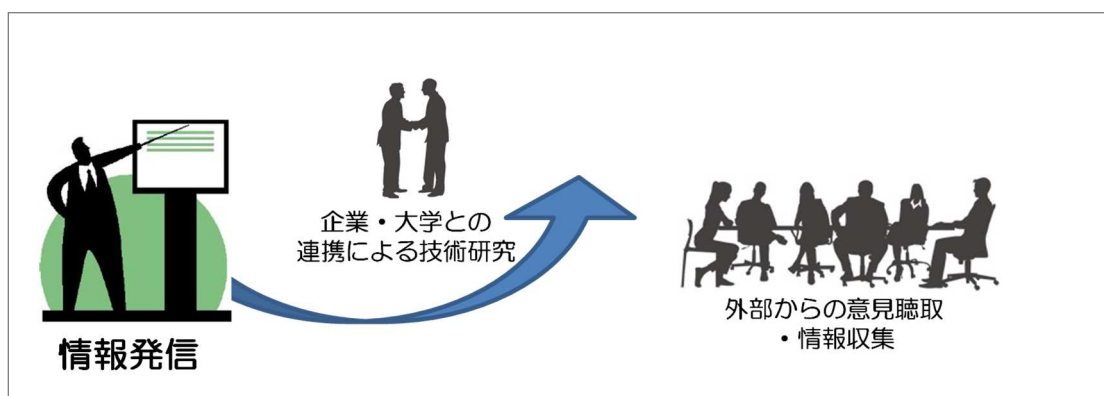 企業・大学との
連携による技術研究
外部からの意見聴取
・情報収集
情報発信